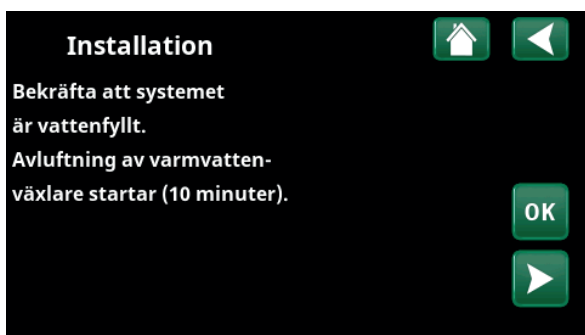 Installation
Bekräfta att systemet
är vattenfyllt.
Avluftning av varmvatten-
växlare startar (10 minuter).
OK